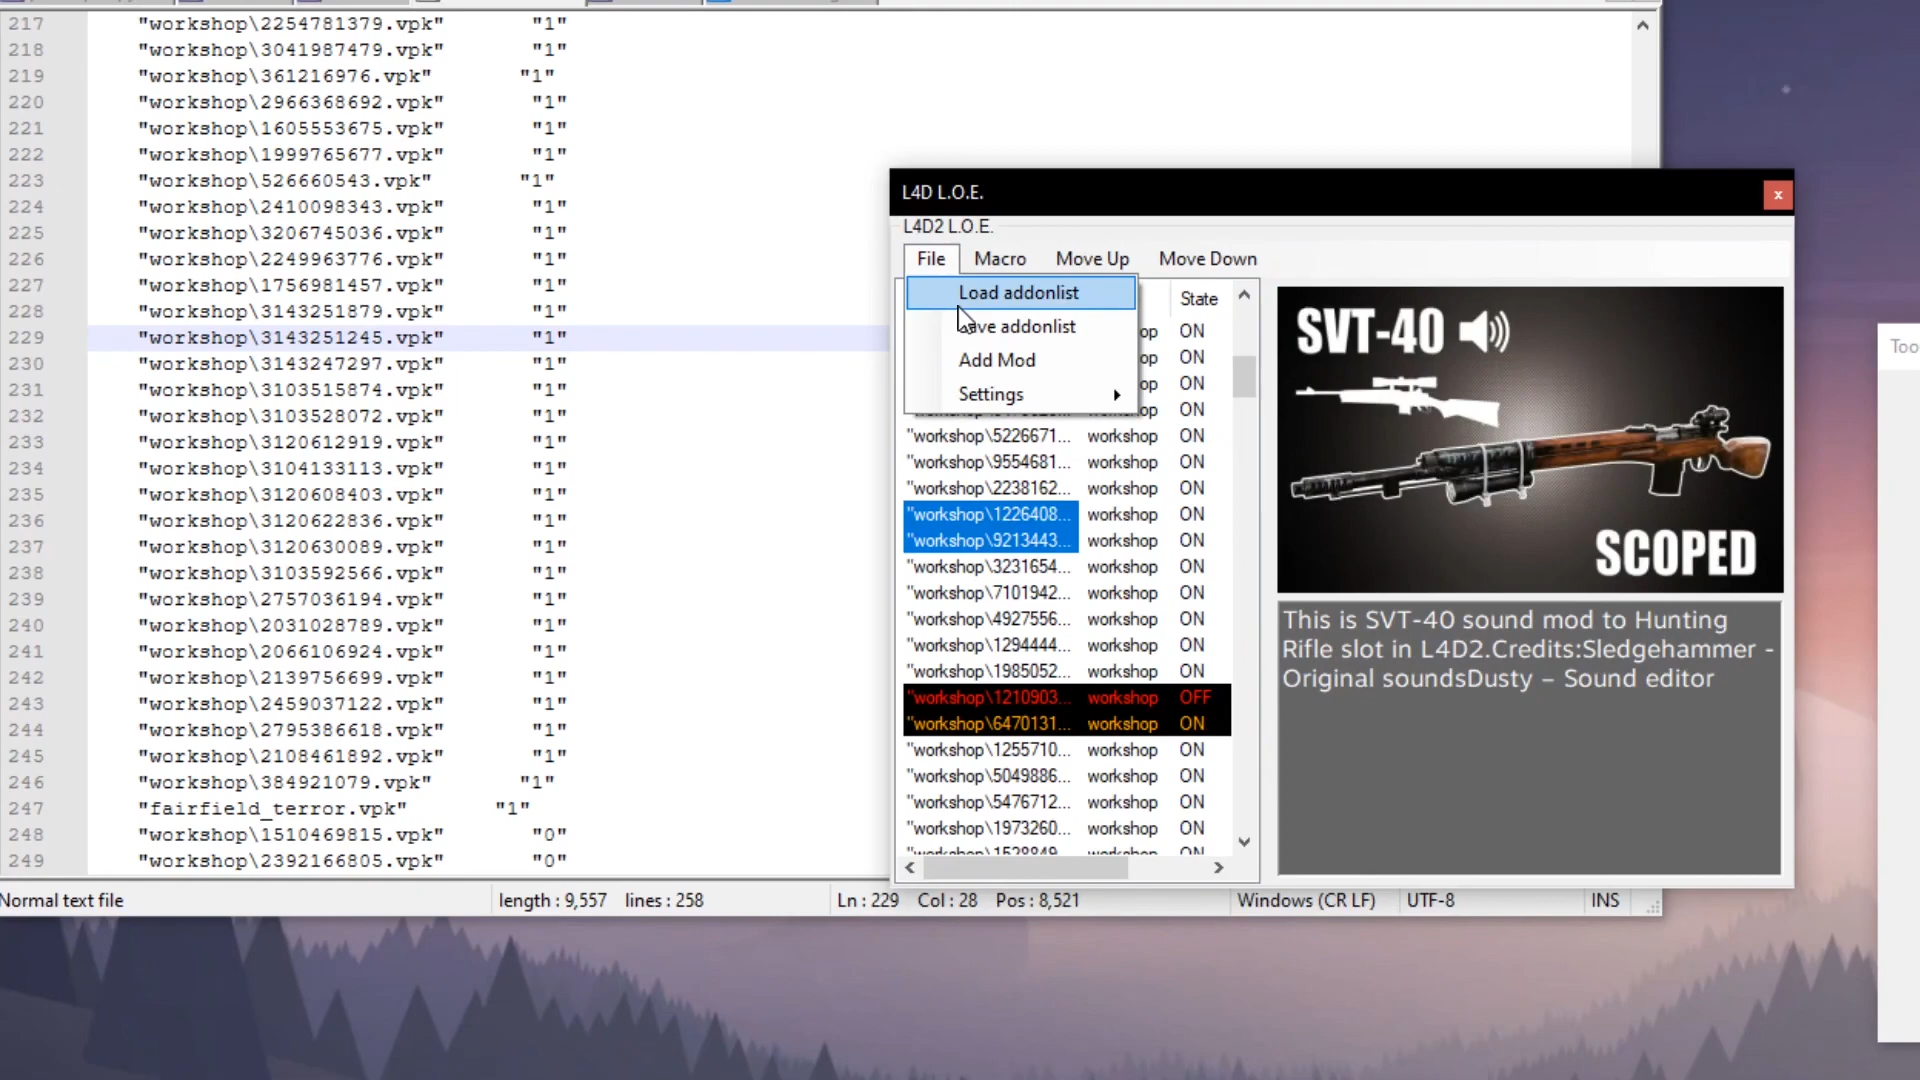 217 "workshop\2254781379.vpk" "1"
218 "workshop\3041987479.vpk" "1"
219 "workshop\361216976.vpk" "1"
220 "workshop\2966368692.vpk" "1"
221 "workshop\1605553675.vpk" "1"
222 "workshop\1999765677.vpk" "1"
223 "workshop\526660543.vpk" "1"
224 "workshop\2410098343.vpk" "1"
225 "workshop\3206745036.vpk" "1"
226 "workshop\2249963776.vpk" "1"
227 "workshop\1756981457.vpk" "1"
228 "workshop\3143251879.vpk" "1"
229 "workshop\3143251245.vpk" "1"
230 "workshop\3143247297.vpk" "1"
231 "workshop\3103515874.vpk" "1"
232 "workshop\3103528072.vpk" "1"
233 "workshop\3120612919.vpk" "1"
234 "workshop\3104133113.vpk" "1"
235 "workshop\3120608403.vpk" "1"
236 "workshop\3120622836.vpk" "1"
237 "workshop\3120630089.vpk" "1"
238 "workshop\3103592566.vpk" "1"
239 "workshop\2757036194.vpk" "1"
240 "workshop\2031028789.vpk" "1"
241 "workshop\2066106924.vpk" "1"
242 "workshop\2139756699.vpk" "1"
243 "workshop\2459037122.vpk" "1"
244 "workshop\2795386618.vpk" "1"
245 "workshop\2108461892.vpk" "1"
246 "workshop\384921079.vpk" "1"
247 "fairfield_terror.vpk" "1"
248 "workshop\1510469815.vpk" "0"
249 "workshop\2392166805.vpk" "0"
Normal text file length : 9,557 lines : 258 Ln : 229 Col : 28 Pos : 8,521 Windows (CR LF) UTF-8 INS
L4D L.O.E. x
L4D2 L.O.E.
File Macro Move Up Move Down
Load addonlist
addonlist
Add Mod
Settings
State
op ON
op ON
op ON
op ON
"workshop\5226671... workshop ON
"workshop\9554681... workshop ON
"workshop\2238162... workshop ON
"workshop\1226408... workshop ON
"workshop\9213443... workshop ON
"workshop\3231654... workshop ON
"workshop\7101942... workshop ON
"workshop\4927556... workshop ON
"workshop\1294444... workshop ON
"workshop\1985052... workshop ON
"workshop\1210903... workshop OFF
"workshop\6470131... workshop ON
"workshop\1255710... workshop ON
"workshop\5049886... workshop ON
"workshop\5476712... workshop ON
"workshop\1973260... workshop ON
"workshop\1528849 workshop ON
SVT-40
SCOPED
This is SVT-40 sound mod to Hunting
Rifle slot in L4D2.Credits:Sledgehammer -
Original soundsDusty – Sound editor
Too